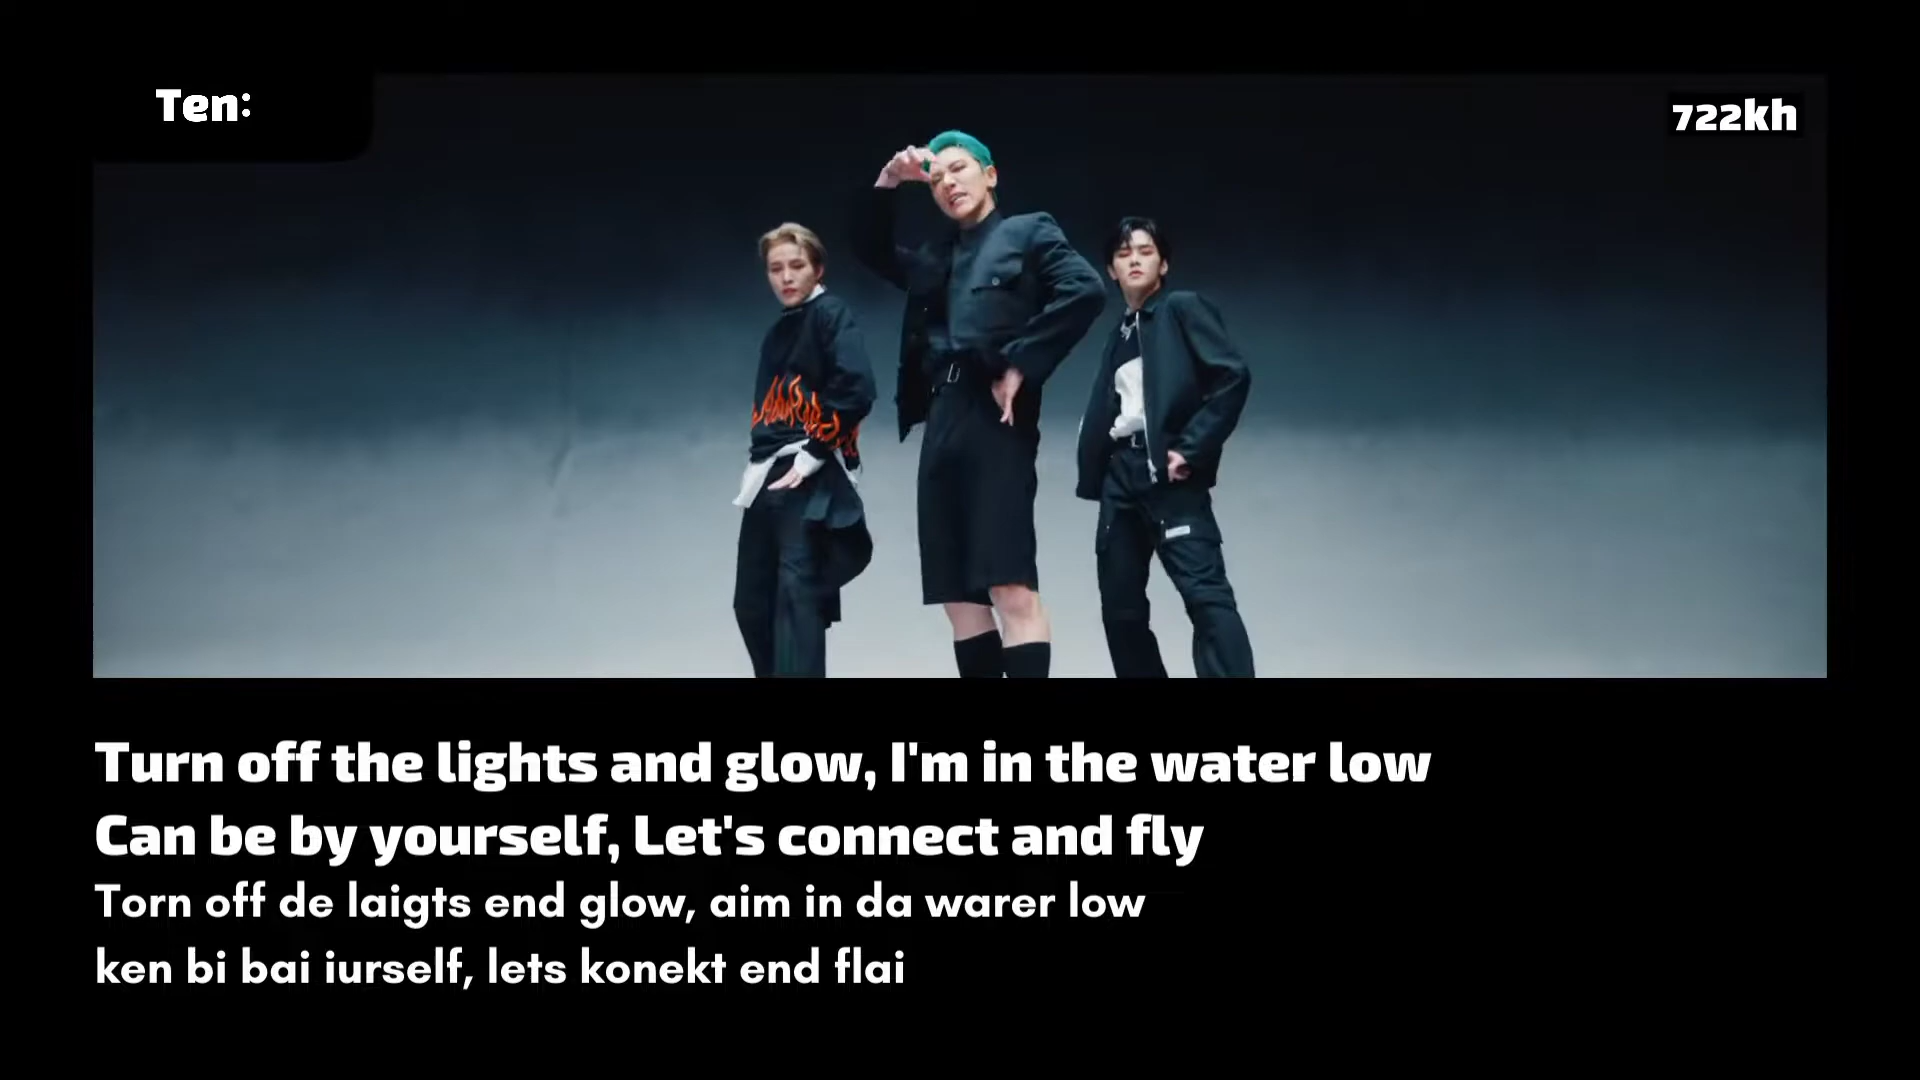 Ten:
722kh
Turn off the lights and glow, I'm in the water low
Can be by yourself, Let's connect and fly
Torn off de laigts end glow, aim in da warer low
ken bi bai iurself, lets konekt end flai